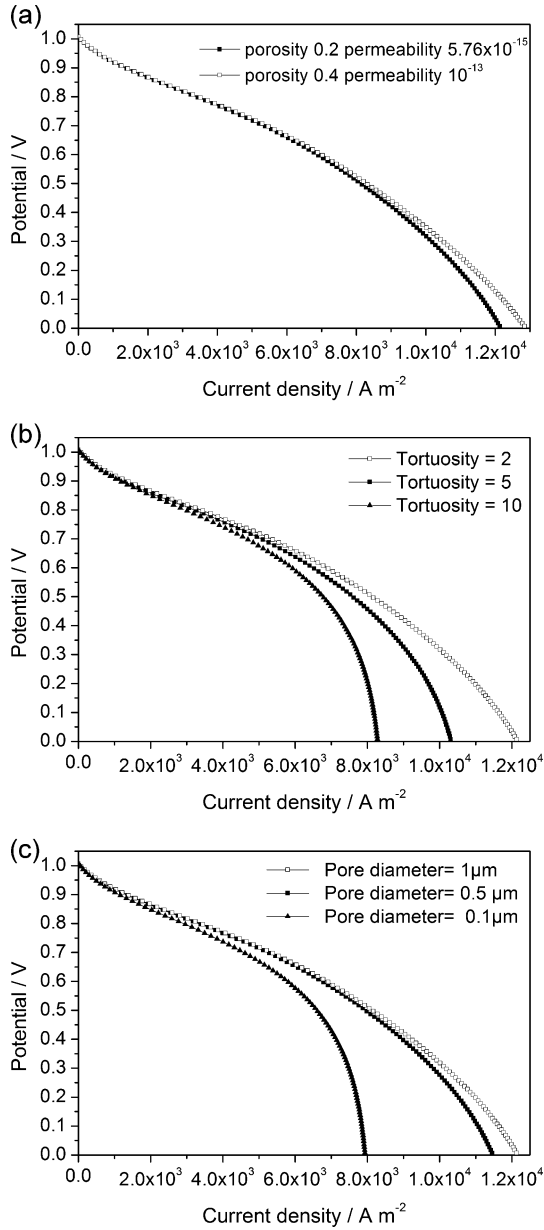 (a)
porosity 0.2 permeability 5.76x10⁻¹⁵
porosity 0.4 permeability 10⁻¹³
Potential / V
1.0
0.9
0.8
0.7
0.6
0.5
0.4
0.3
0.2
0.1
0.0
0.0 2.0x10³ 4.0x10³ 6.0x10³ 8.0x10³ 1.0x10⁴ 1.2x10⁴
Current density / A m⁻²
(b)
Tortuosity = 2
Tortuosity = 5
Tortuosity = 10
Potential / V
1.0
0.9
0.8
0.7
0.6
0.5
0.4
0.3
0.2
0.1
0.0
0.0 2.0x10³ 4.0x10³ 6.0x10³ 8.0x10³ 1.0x10⁴ 1.2x10⁴
Current density / A m⁻²
(c)
Pore diameter= 1µm
Pore diameter= 0.5 µm
Pore diameter= 0.1µm
Potential / V
1.0
0.9
0.8
0.7
0.6
0.5
0.4
0.3
0.2
0.1
0.0
0.0 2.0x10³ 4.0x10³ 6.0x10³ 8.0x10³ 1.0x10⁴ 1.2x10⁴
Current density / A m⁻²